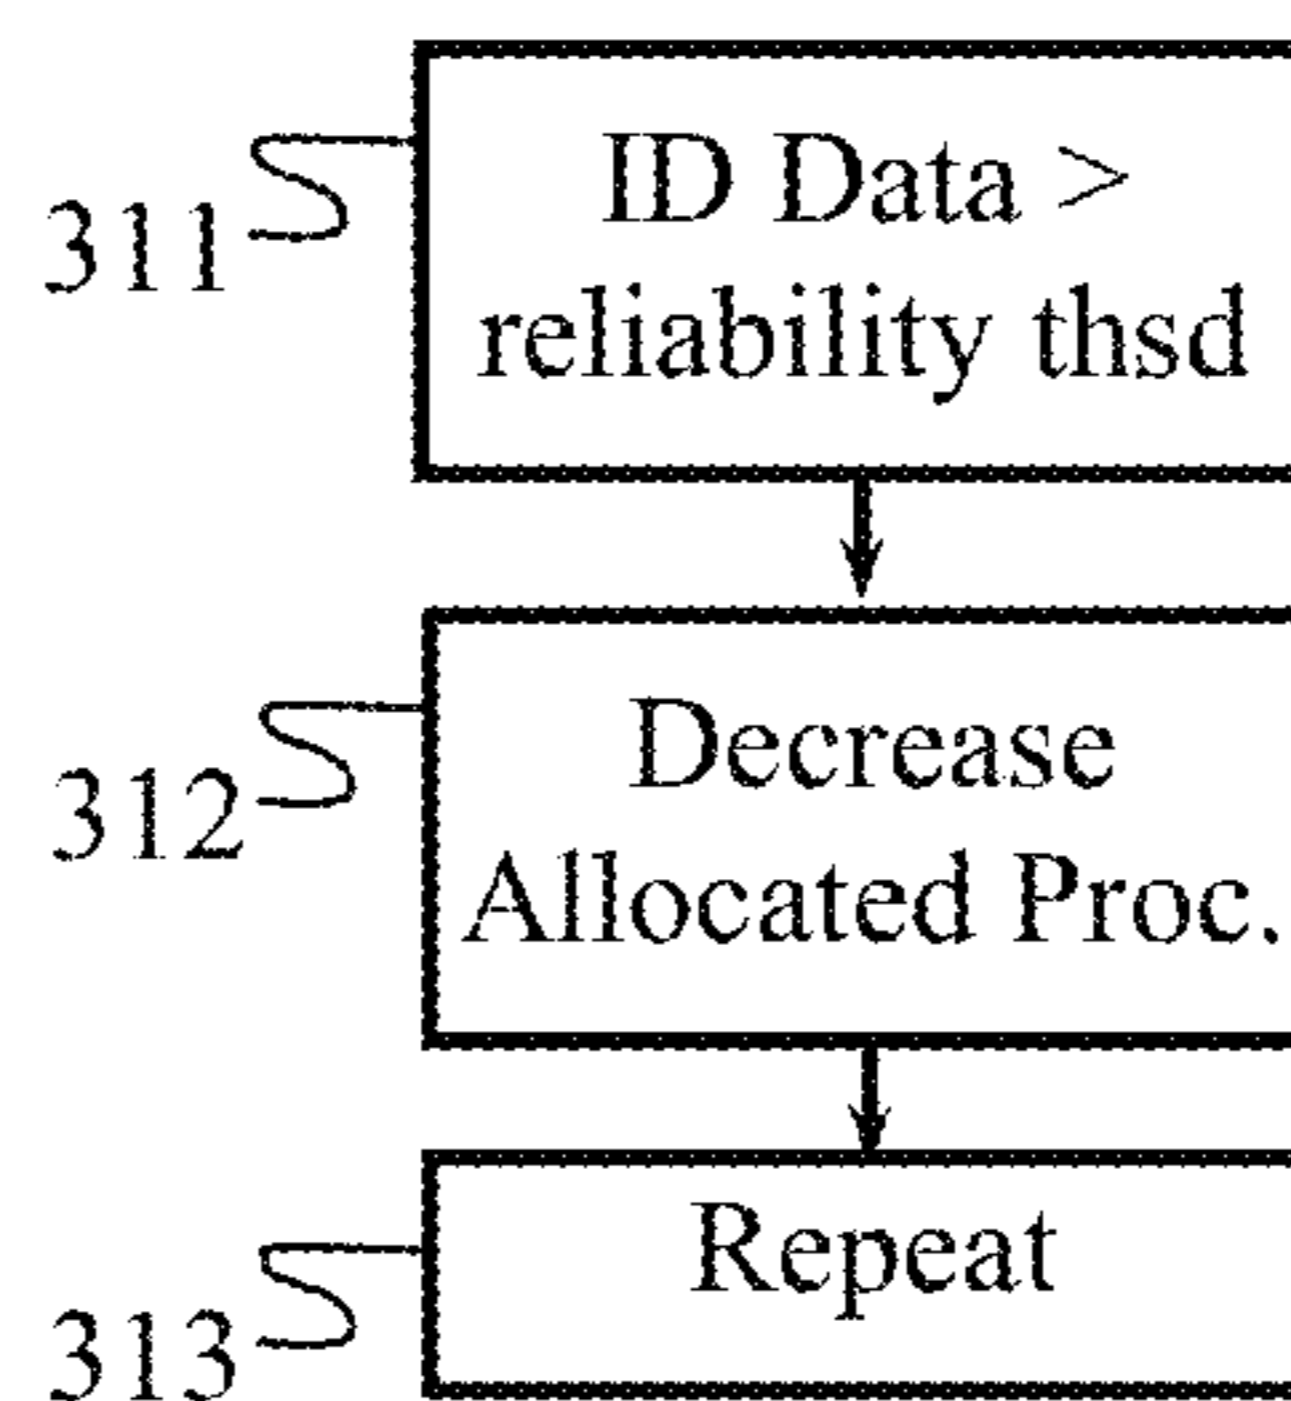 311
ID Data >
reliability thsd
312
Decrease
Allocated Proc.
313
Repeat